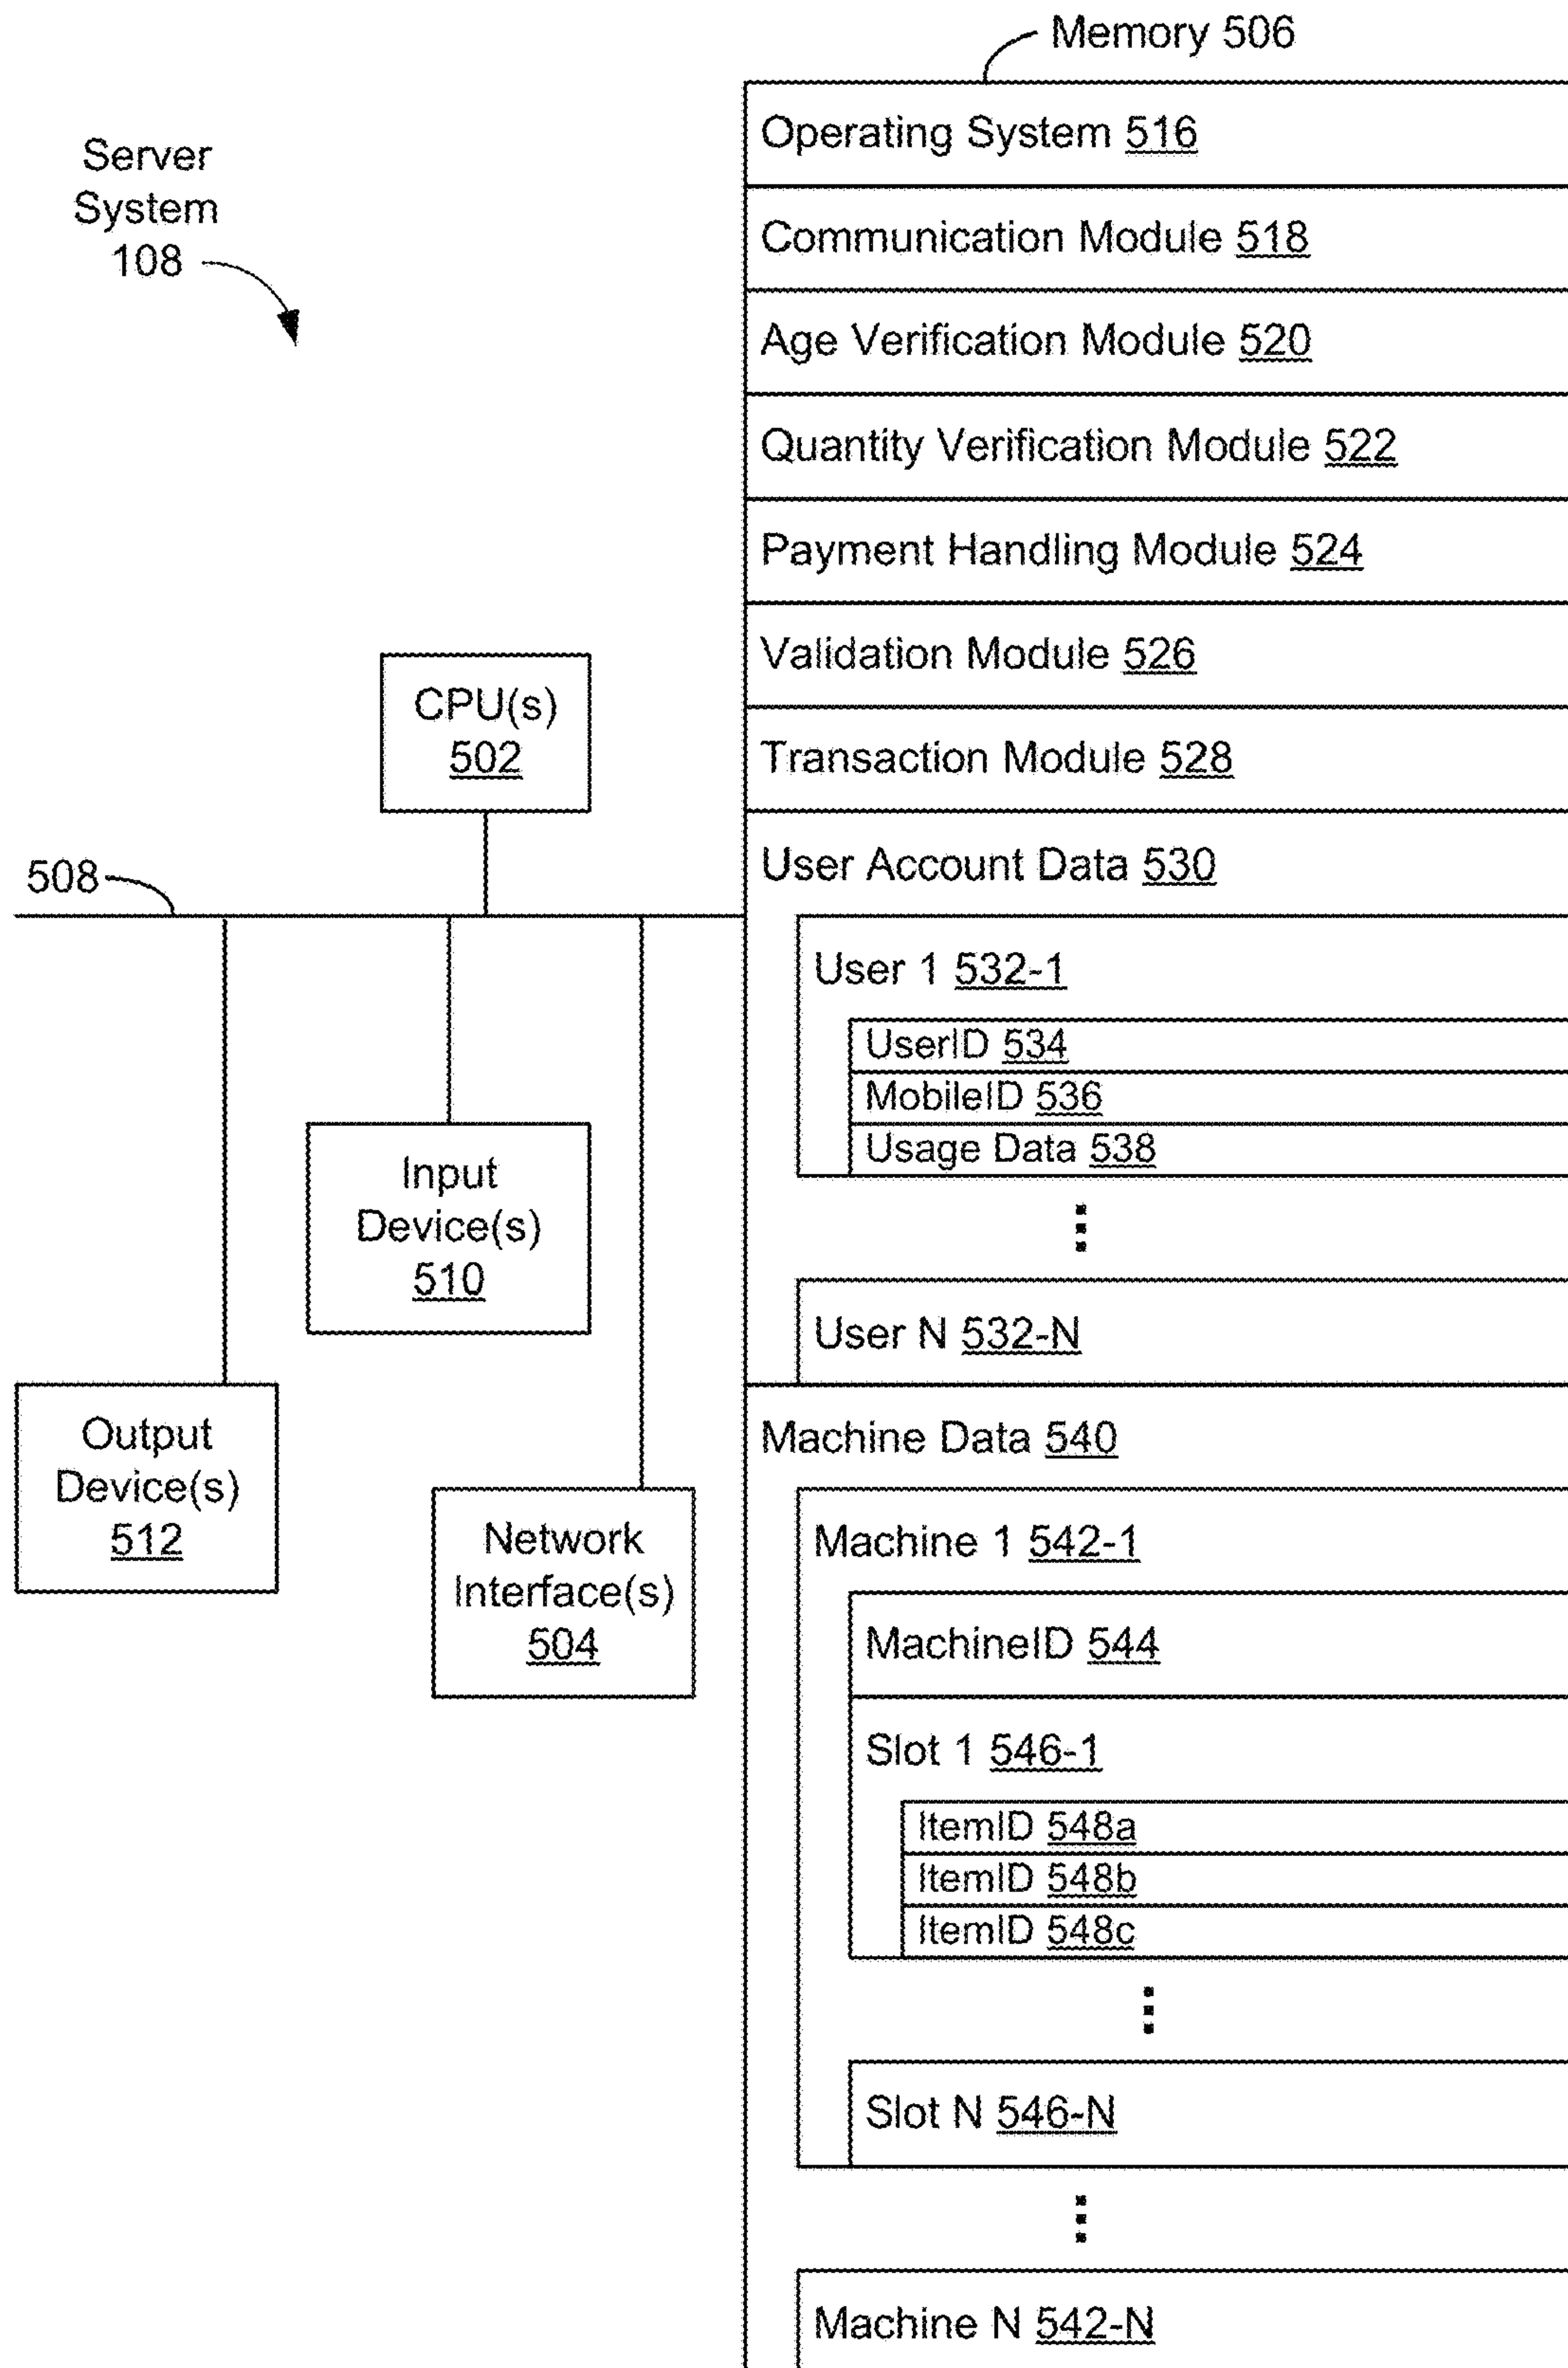 Memory 506
Server
System
108
Operating System 516
Communication Module 518
Age Verification Module 520
Quantity Verification Module 522
Payment Handling Module 524
Validation Module 526
Transaction Module 528
CPU(s)
502
508
User Account Data 530
User 1 532-1
UserID 534
MobileID 536
Usage Data 538
User N 532-N
Input
Device(s)
510
Output
Device(s)
512
Network
Interface(s)
504
Machine Data 540
Machine 1 542-1
MachineID 544
Slot 1 546-1
ItemID 548a
ItemID 548b
ItemID 548c
Slot N 546-N
Machine N 542-N